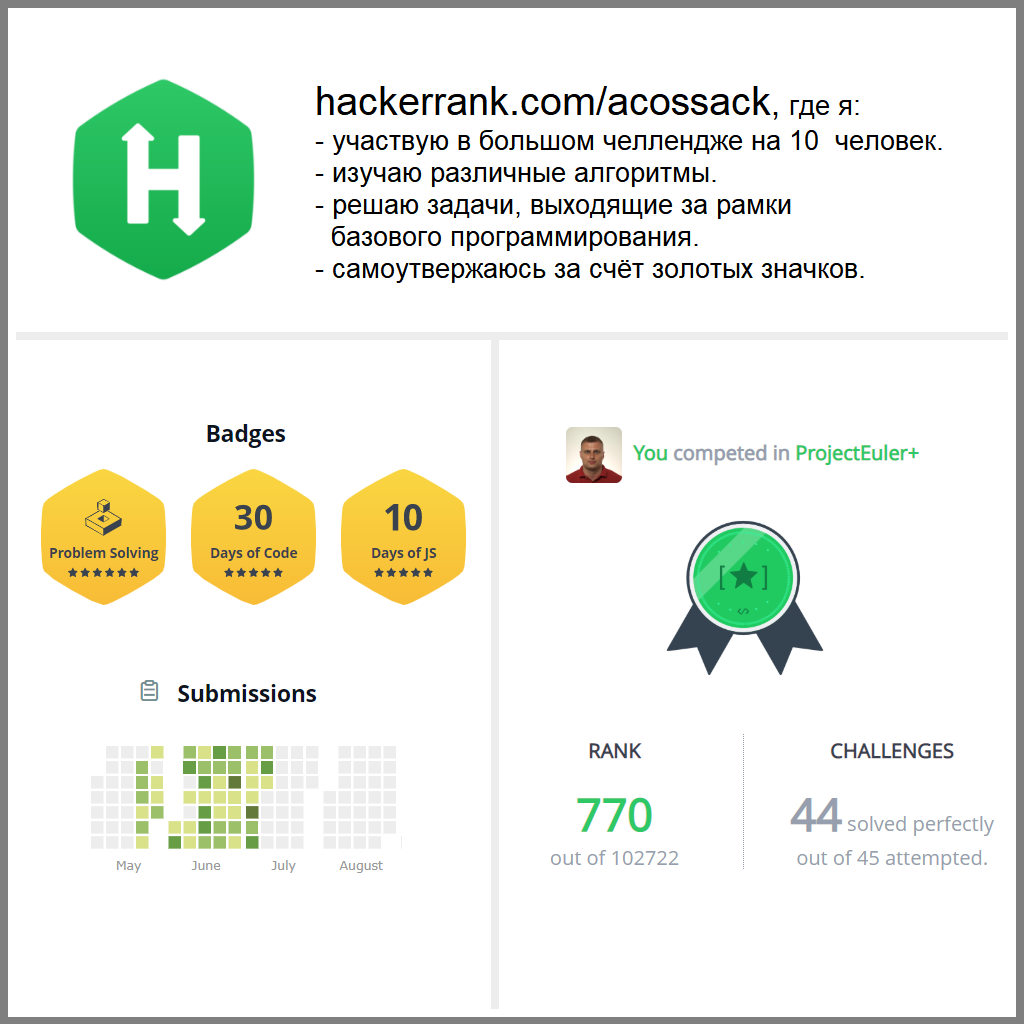 H
hackerrank.com/acossack, где я:
- участвую в большом челлендже на 10  человек.
- изучаю различные алгоритмы.
- решаю задачи, выходящие за рамки
базового программирования.
- самоутверждаюсь за счёт золотых значков.
Badges
Problem Solving
30
Days of Code
10
Days of JS
Submissions
May June July August
You competed in ProjectEuler+
[★]
</>
RANK
770
out of 102722
CHALLENGES
44 solved perfectly
out of 45 attempted.